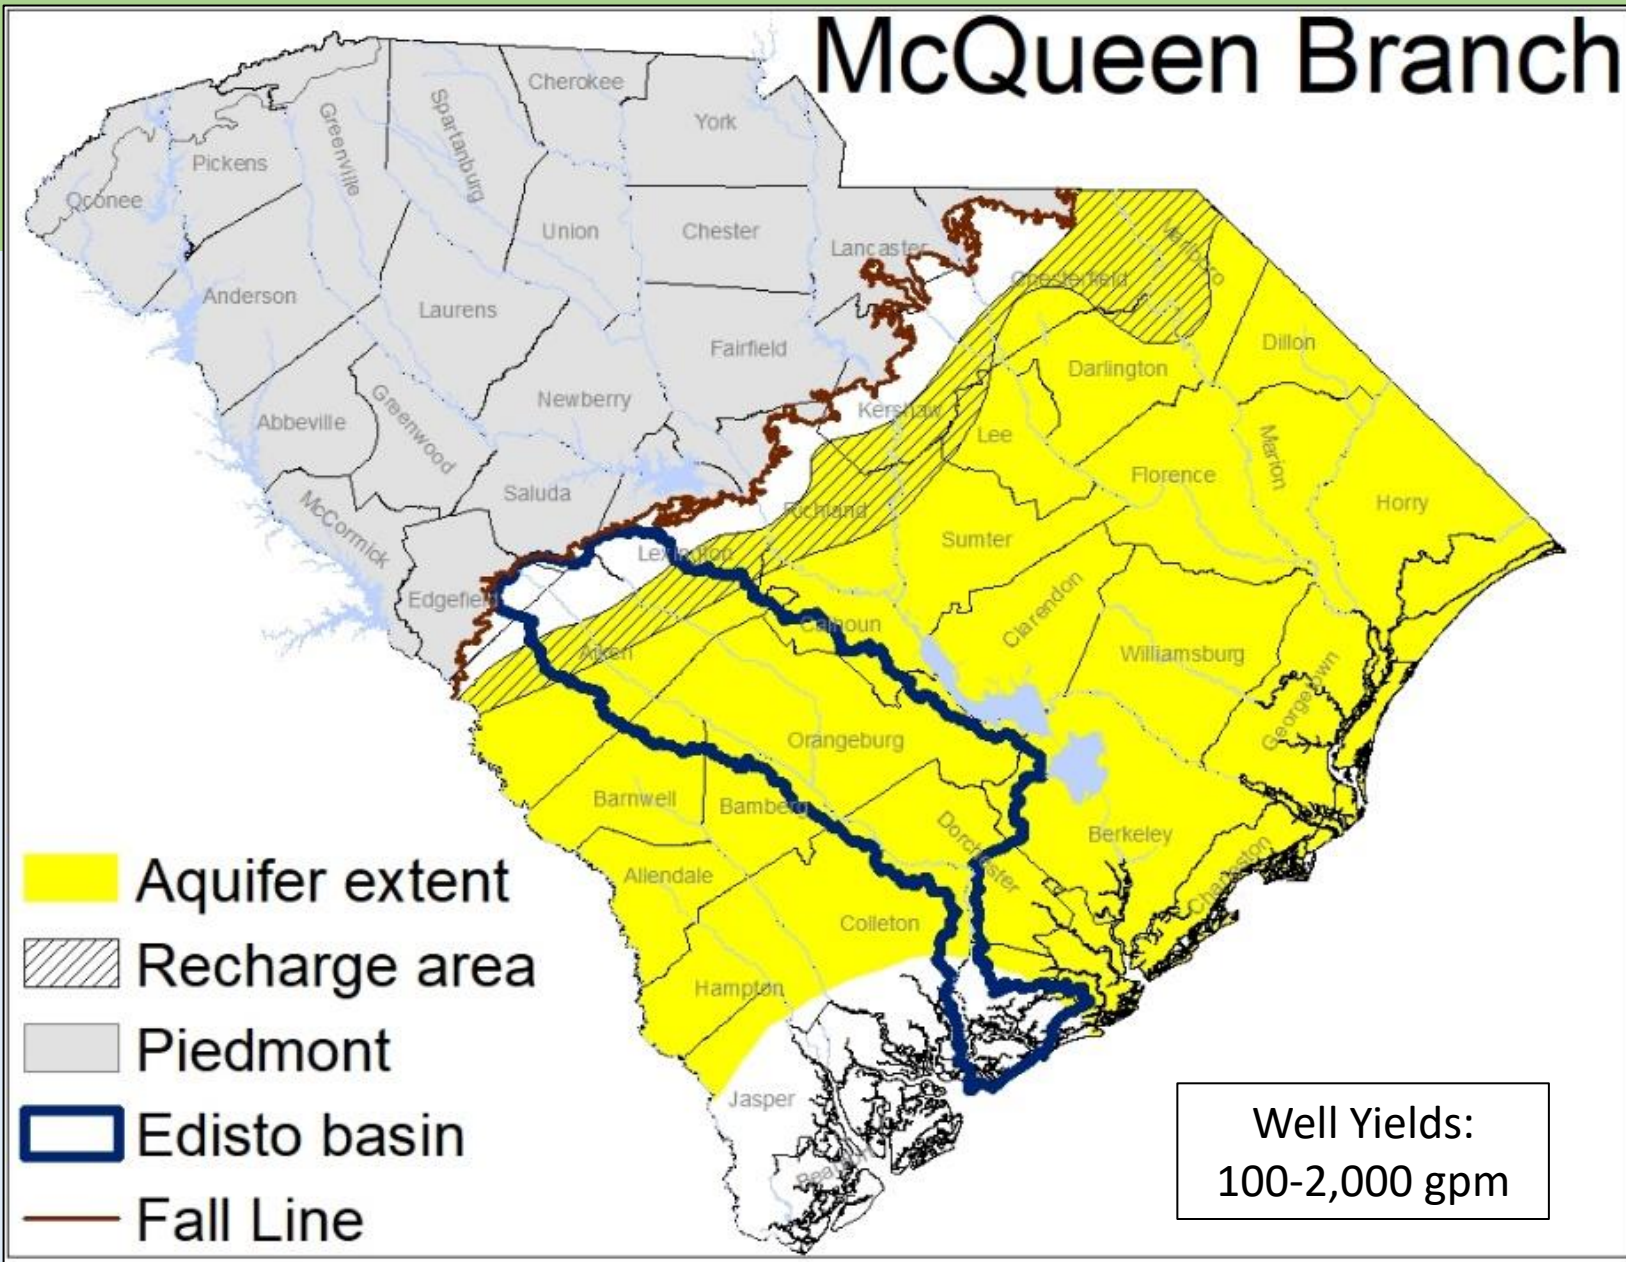 McQueen Branch
Cherokee
York
Spartanburg
Greenville
Pickens
Oconee
Union
Chester
Lancaster
Marlboro
Chesterfield
Anderson
Laurens
Fairfield
Dillon
Darlington
Newberry
Kershaw
Abbeville
Greenwood
Lee
Marion
Florence
Horry
Saluda
Richland
McCormick
Sumter
Lexington
Edgefield
Clarendon
Calhoun
Aiken
Williamsburg
Georgetown
Orangeburg
Barnwell
Bamberg
Dorchester
Berkeley
Allendale
Charleston
Colleton
Hampton
Jasper
Beaufort
Aquifer extent
Recharge area
Piedmont
Edisto basin
Fall Line
Well Yields:
100-2,000 gpm